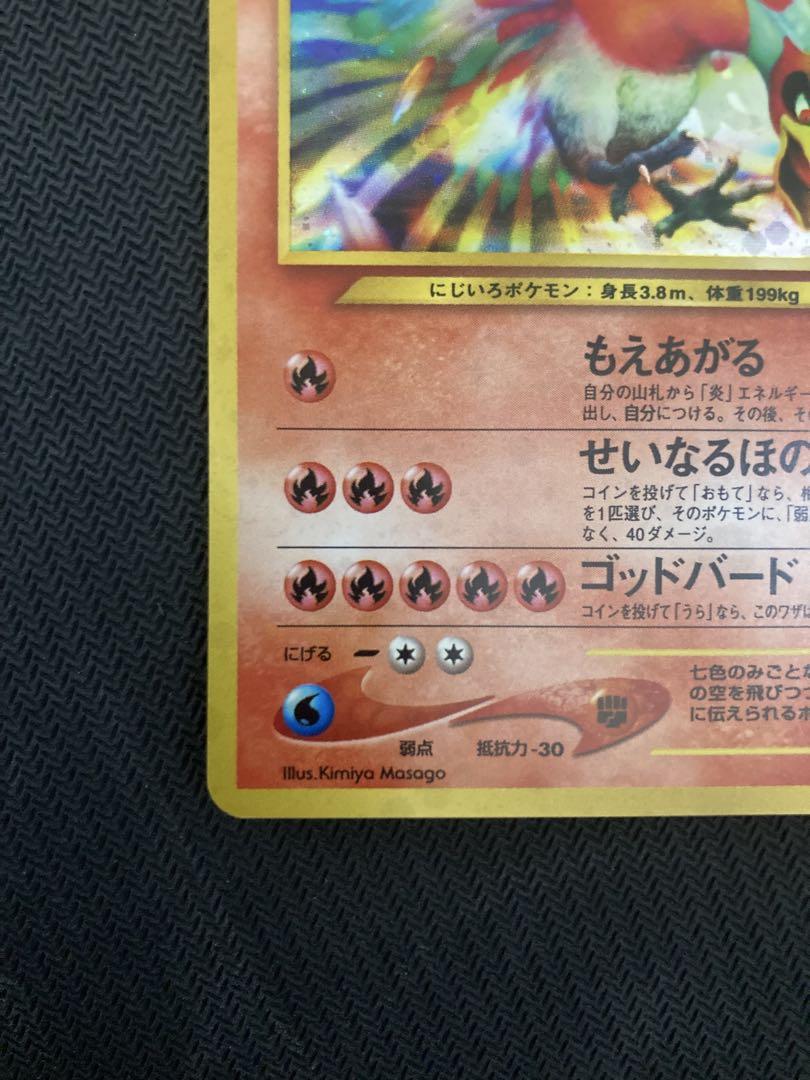 にじいろポケモン：身長3.8m、体重199kg
もえあがる
自分の山札から「炎」エネルギー
出し、自分につける。その後、そ
せいなるほの
コインを投げて「おもて」なら、相
を1匹選び、そのポケモンに、「弱
なく、40ダメージ。
ゴッドバード
コインを投げて「うら」なら、このワザは
にげる
七色のみごとな
の空を飛びつづ
に伝えられるポ
弱点 抵抗力-30
Illus.Kimiya Masago